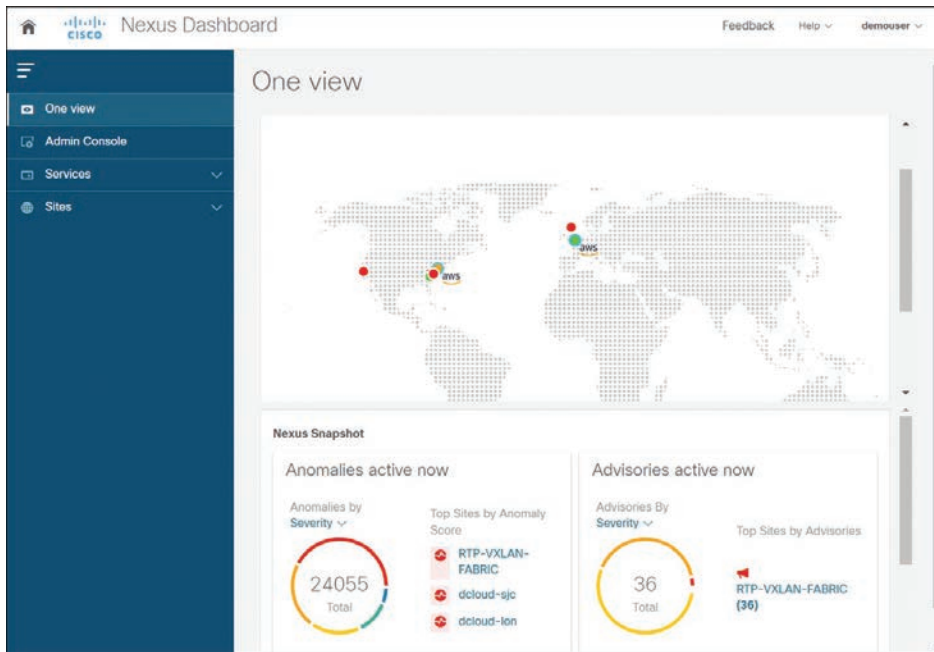 CISCO
Nexus Dashboard
Feedback
Help
demouser
One view
Admin Console
Services
Sites
One view
aws
aws
Nexus Snapshot
Anomalies active now
Anomalies by
Severity
24055
Total
Top Sites by Anomaly
Score
RTP-VXLAN-
FABRIC
dcloud-sjc
dcloud-lon
Advisories active now
Advisories By
Severity
36
Total
Top Sites by Advisories
RTP-VXLAN-FABRIC
(36)